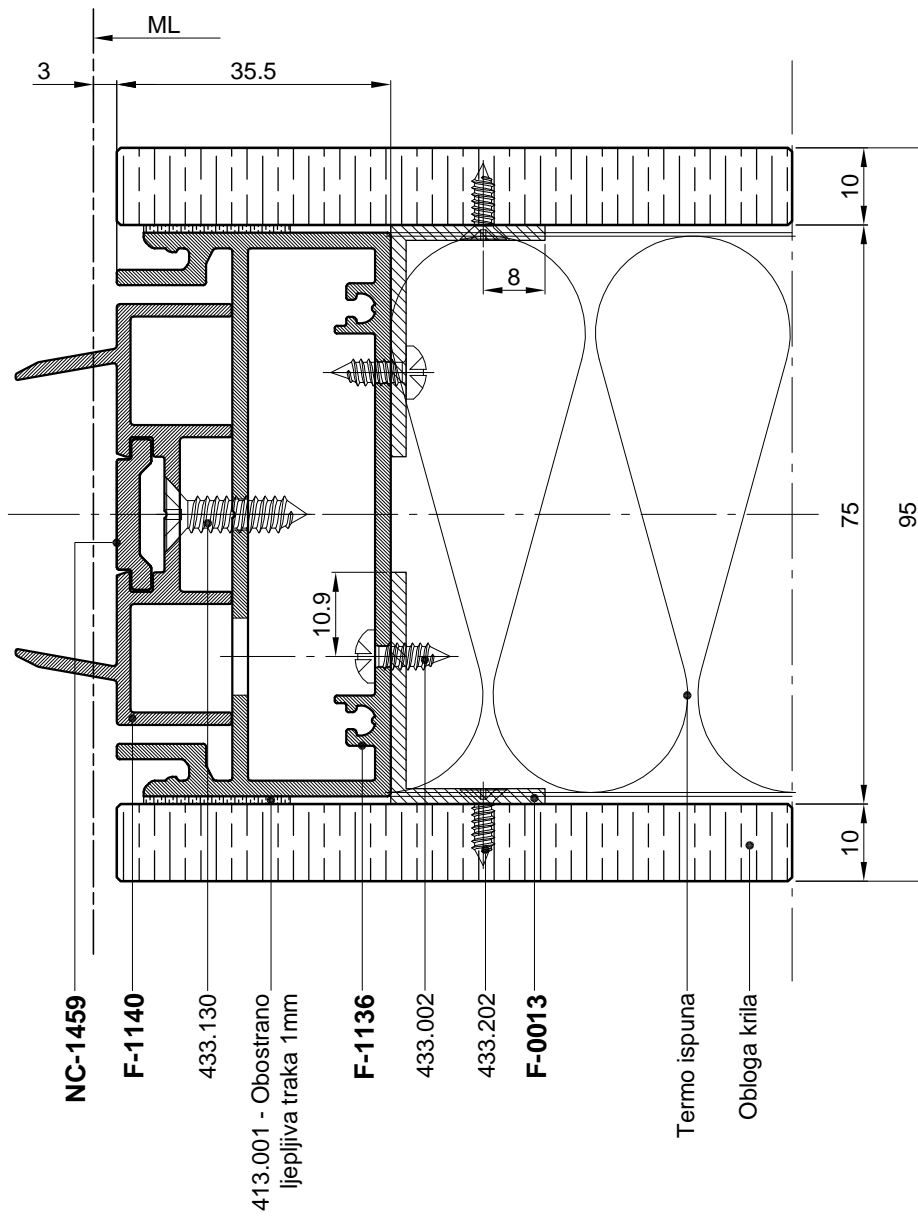 ML
3
35.5
10
8
75
95
10.9
10
NC-1459
F-1140
433.130
413.001 - Obostrano
ljepljiva traka 1mm
F-1136
433.002
433.202
F-0013
Termo ispuna
Obloga krila